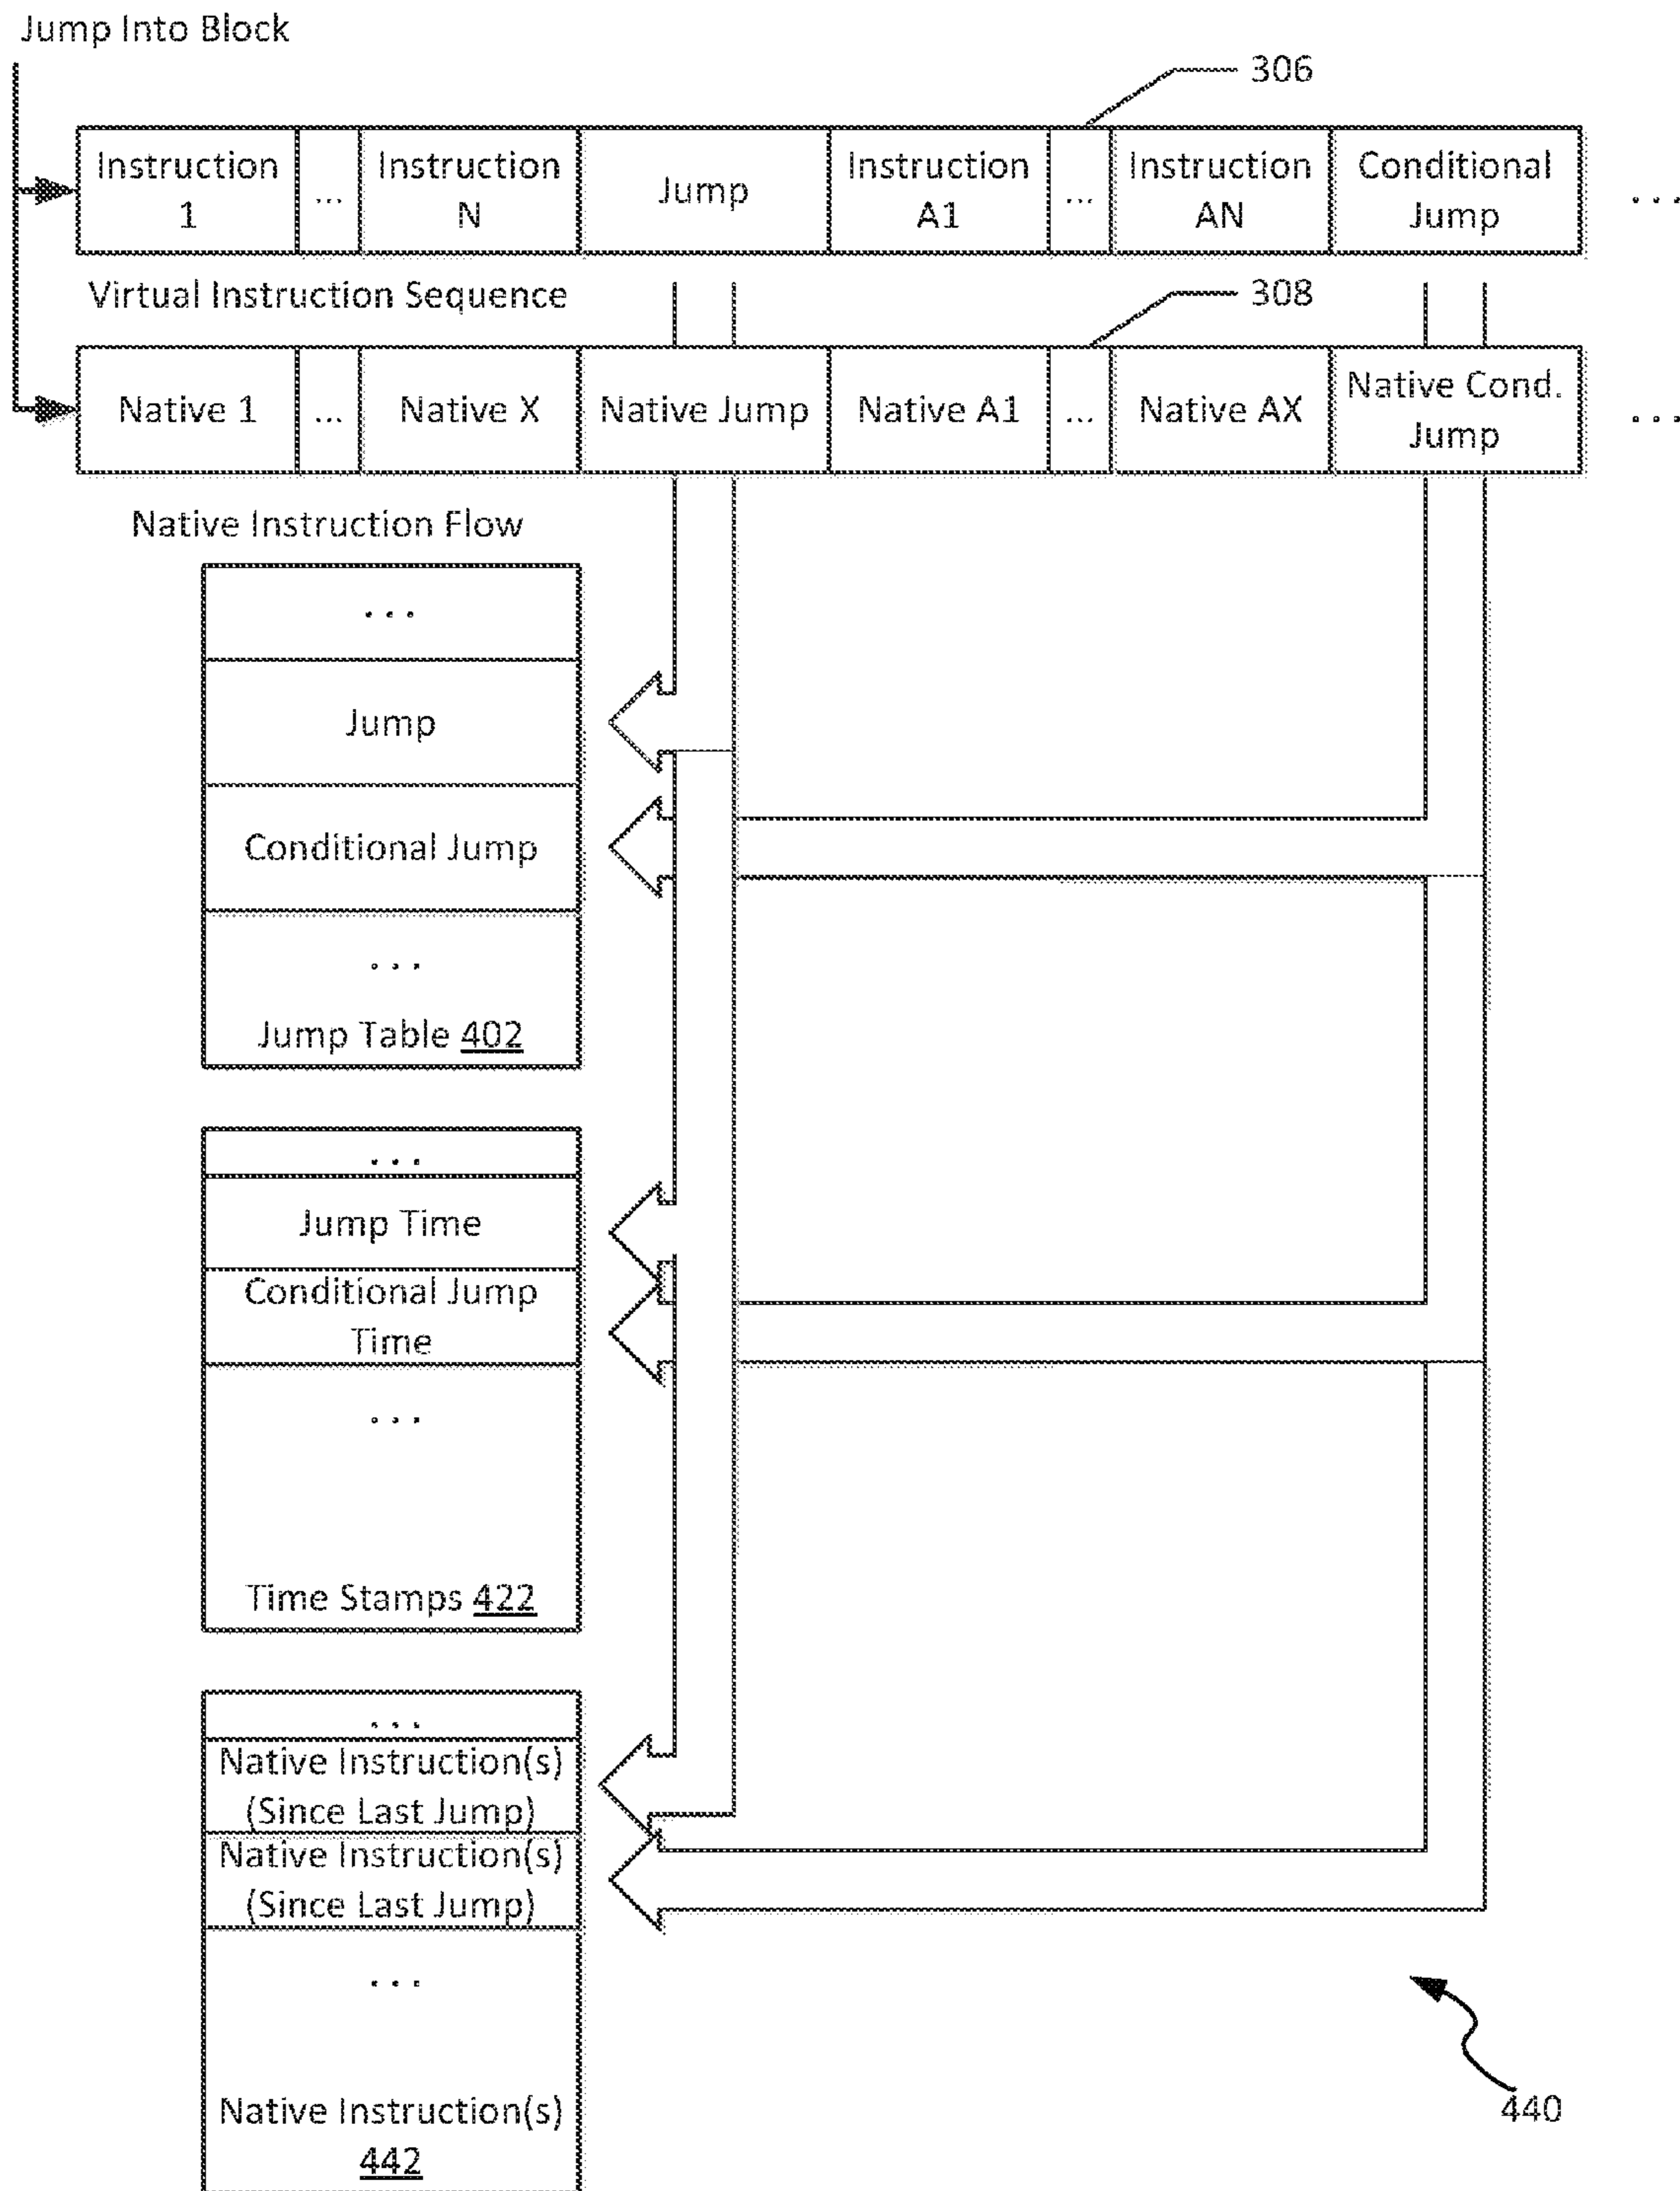 Jump Into Block
306
Instruction 1
...
Instruction N
Jump
Instruction A1
...
Instruction AN
Conditional Jump
...
Virtual Instruction Sequence
308
Native 1
...
Native X
Native Jump
Native A1
...
Native AX
Native Cond. Jump
...
Native Instruction Flow
...
Jump
Conditional Jump
...
Jump Table 402
...
Jump Time
Conditional Jump
Time
...
Time Stamps 422
...
Native Instruction(s)
(Since Last Jump)
Native Instruction(s)
(Since Last Jump)
...
Native Instruction(s)
442
440